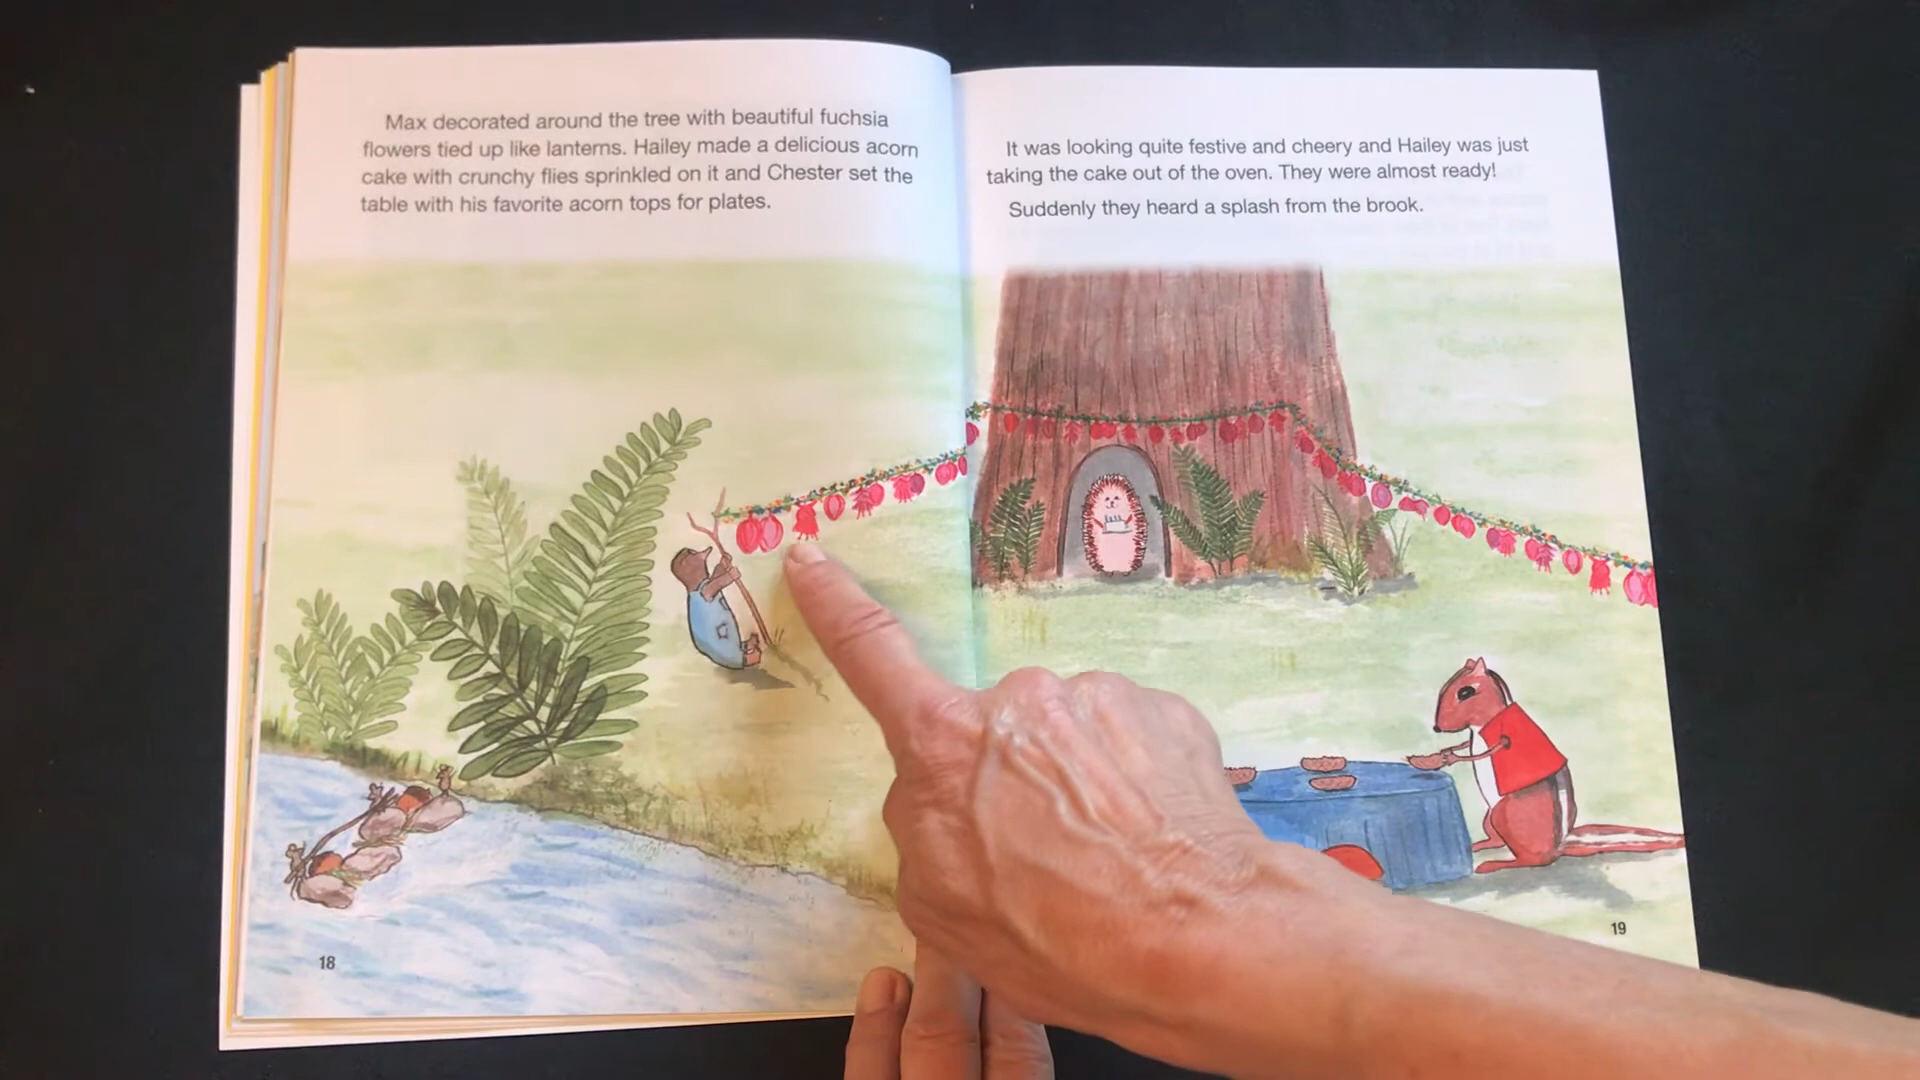 Max decorated around the tree with beautiful fuchsia
flowers tied up like lanterns. Hailey made a delicious acorn
cake with crunchy flies sprinkled on it and Chester set the
table with his favorite acorn tops for plates.
18
It was looking quite festive and cheery and Hailey was just
taking the cake out of the oven. They were almost ready!
Suddenly they heard a splash from the brook.
19